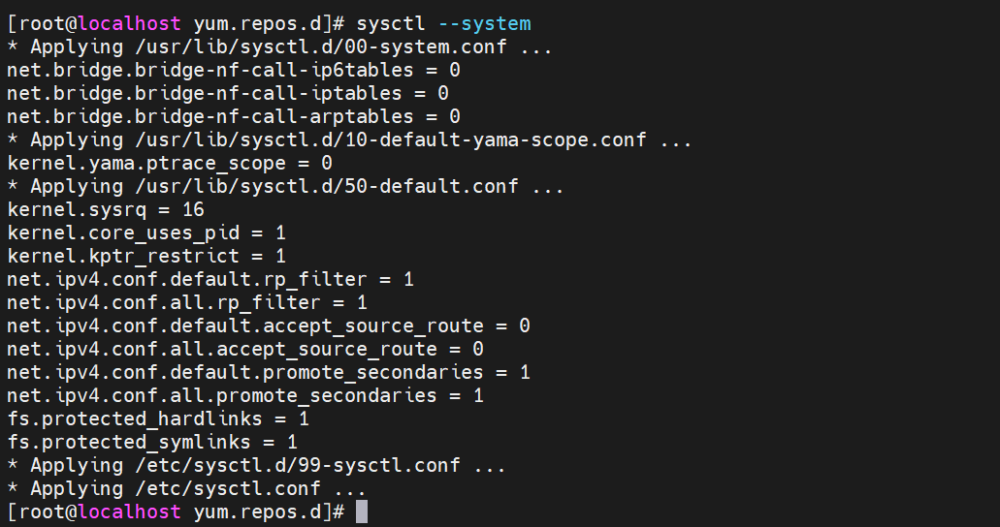 [root@localhost yum.repos.d]# sysctl --system
* Applying /usr/lib/sysctl.d/00-system.conf ...
net.bridge.bridge-nf-call-ip6tables = 0
net.bridge.bridge-nf-call-iptables = 0
net.bridge.bridge-nf-call-arptables = 0
* Applying /usr/lib/sysctl.d/10-default-yama-scope.conf ...
kernel.yama.ptrace_scope = 0
* Applying /usr/lib/sysctl.d/50-default.conf ...
kernel.sysrq = 16
kernel.core_uses_pid = 1
kernel.kptr_restrict = 1
net.ipv4.conf.default.rp_filter = 1
net.ipv4.conf.all.rp_filter = 1
net.ipv4.conf.default.accept_source_route = 0
net.ipv4.conf.all.accept_source_route = 0
net.ipv4.conf.default.promote_secondaries = 1
net.ipv4.conf.all.promote_secondaries = 1
fs.protected_hardlinks = 1
fs.protected_symlinks = 1
* Applying /etc/sysctl.d/99-sysctl.conf ...
* Applying /etc/sysctl.conf ...
[root@localhost yum.repos.d]#